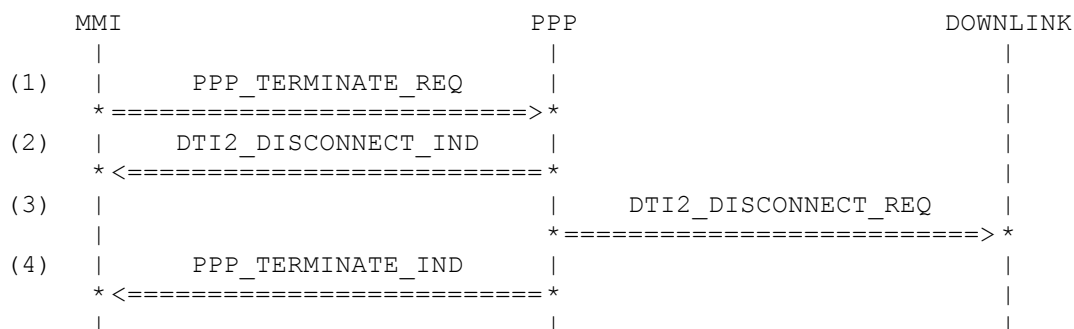 MMI PPP DOWNLINK
| | |
(1) | PPP_TERMINATE_REQ | |
*==========================>* |
(2) | DTI2_DISCONNECT_IND | |
*<==========================* |
(3) | | DTI2_DISCONNECT_REQ |
| *==========================>*
(4) | PPP_TERMINATE_IND | |
*<==========================* |
| | |